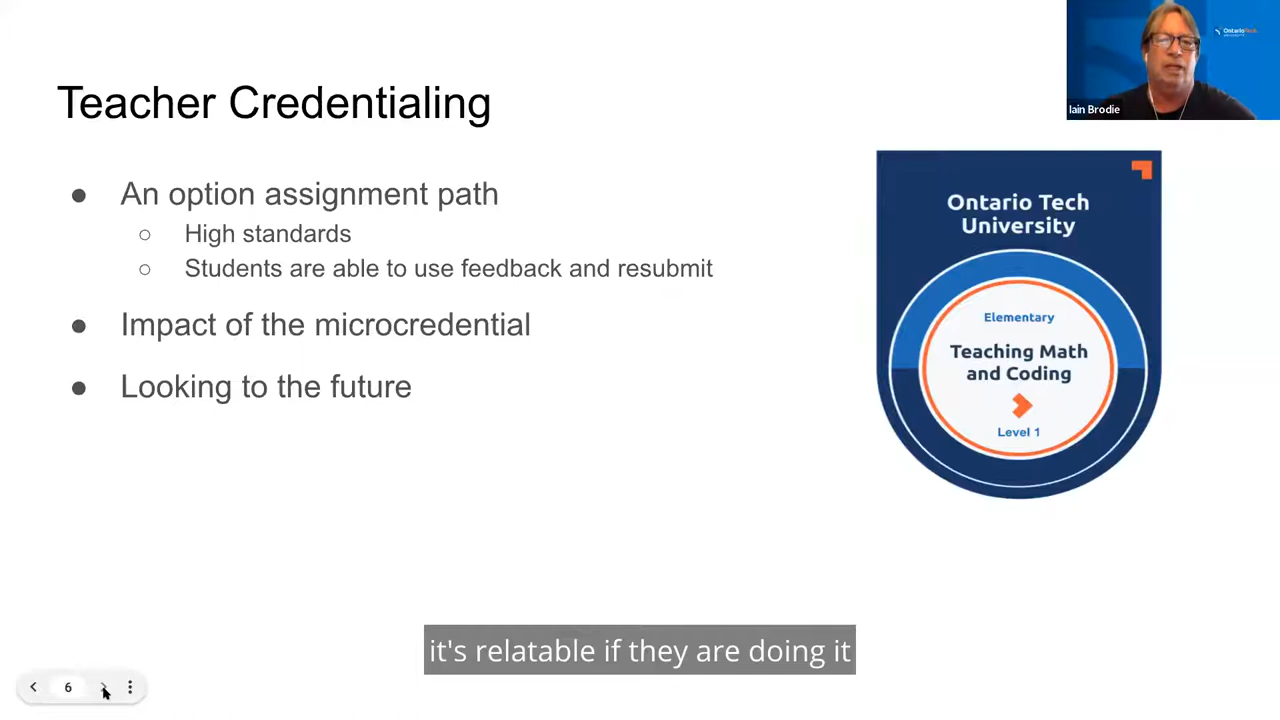 Teacher Credentialing
● An option assignment path
○ High standards
○ Students are able to use feedback and resubmit
● Impact of the microcredential
● Looking to the future
OntarioTech
Iain Brodie
Ontario Tech
University
Elementary
Teaching Math
and Coding
Level 1
it's relatable if they are doing it
6